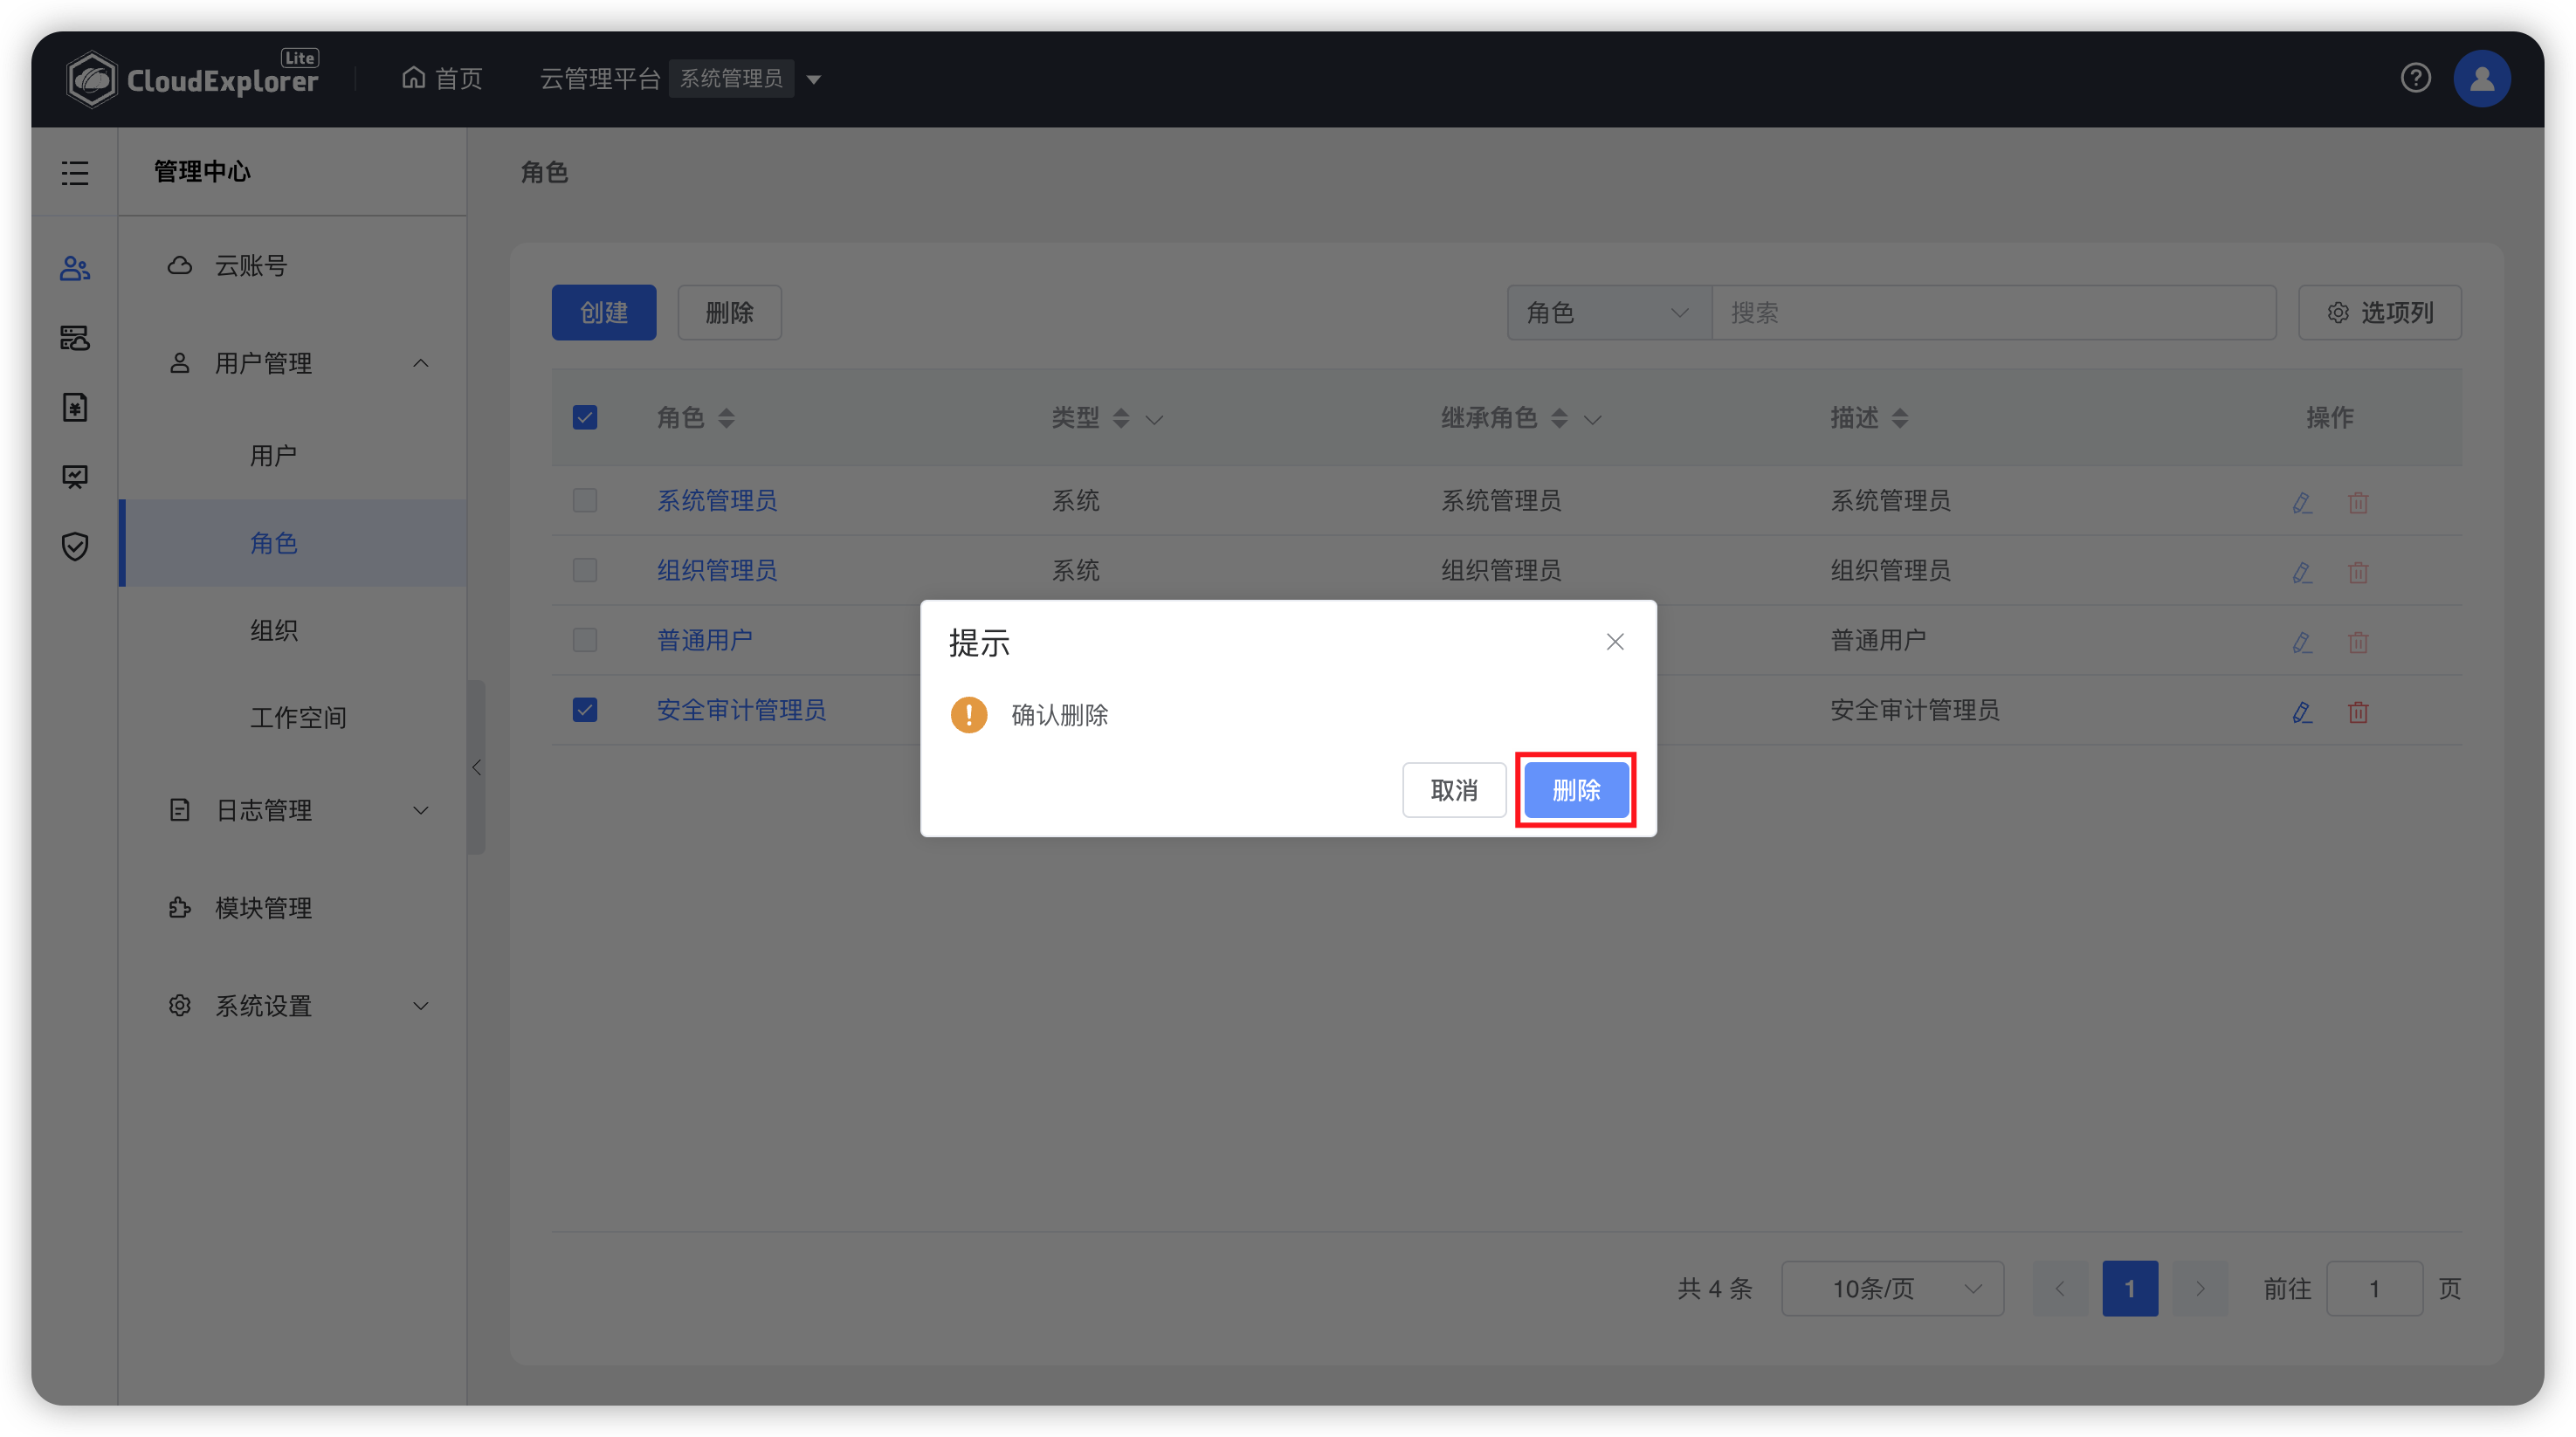 CloudExplorer Lite
首页
云管理平台 系统管理员
管理中心
云账号
用户管理
用户
角色
组织
工作空间
日志管理
模块管理
系统设置
角色
创建 删除 角色 搜索 选项列
角色 类型 继承角色 描述 操作
系统管理员 系统 系统管理员 系统管理员
组织管理员 系统 组织管理员 组织管理员
普通用户 普通用户
安全审计管理员 安全审计管理员
提示
确认删除
取消 删除
共 4 条 10条/页 1 前往 1 页